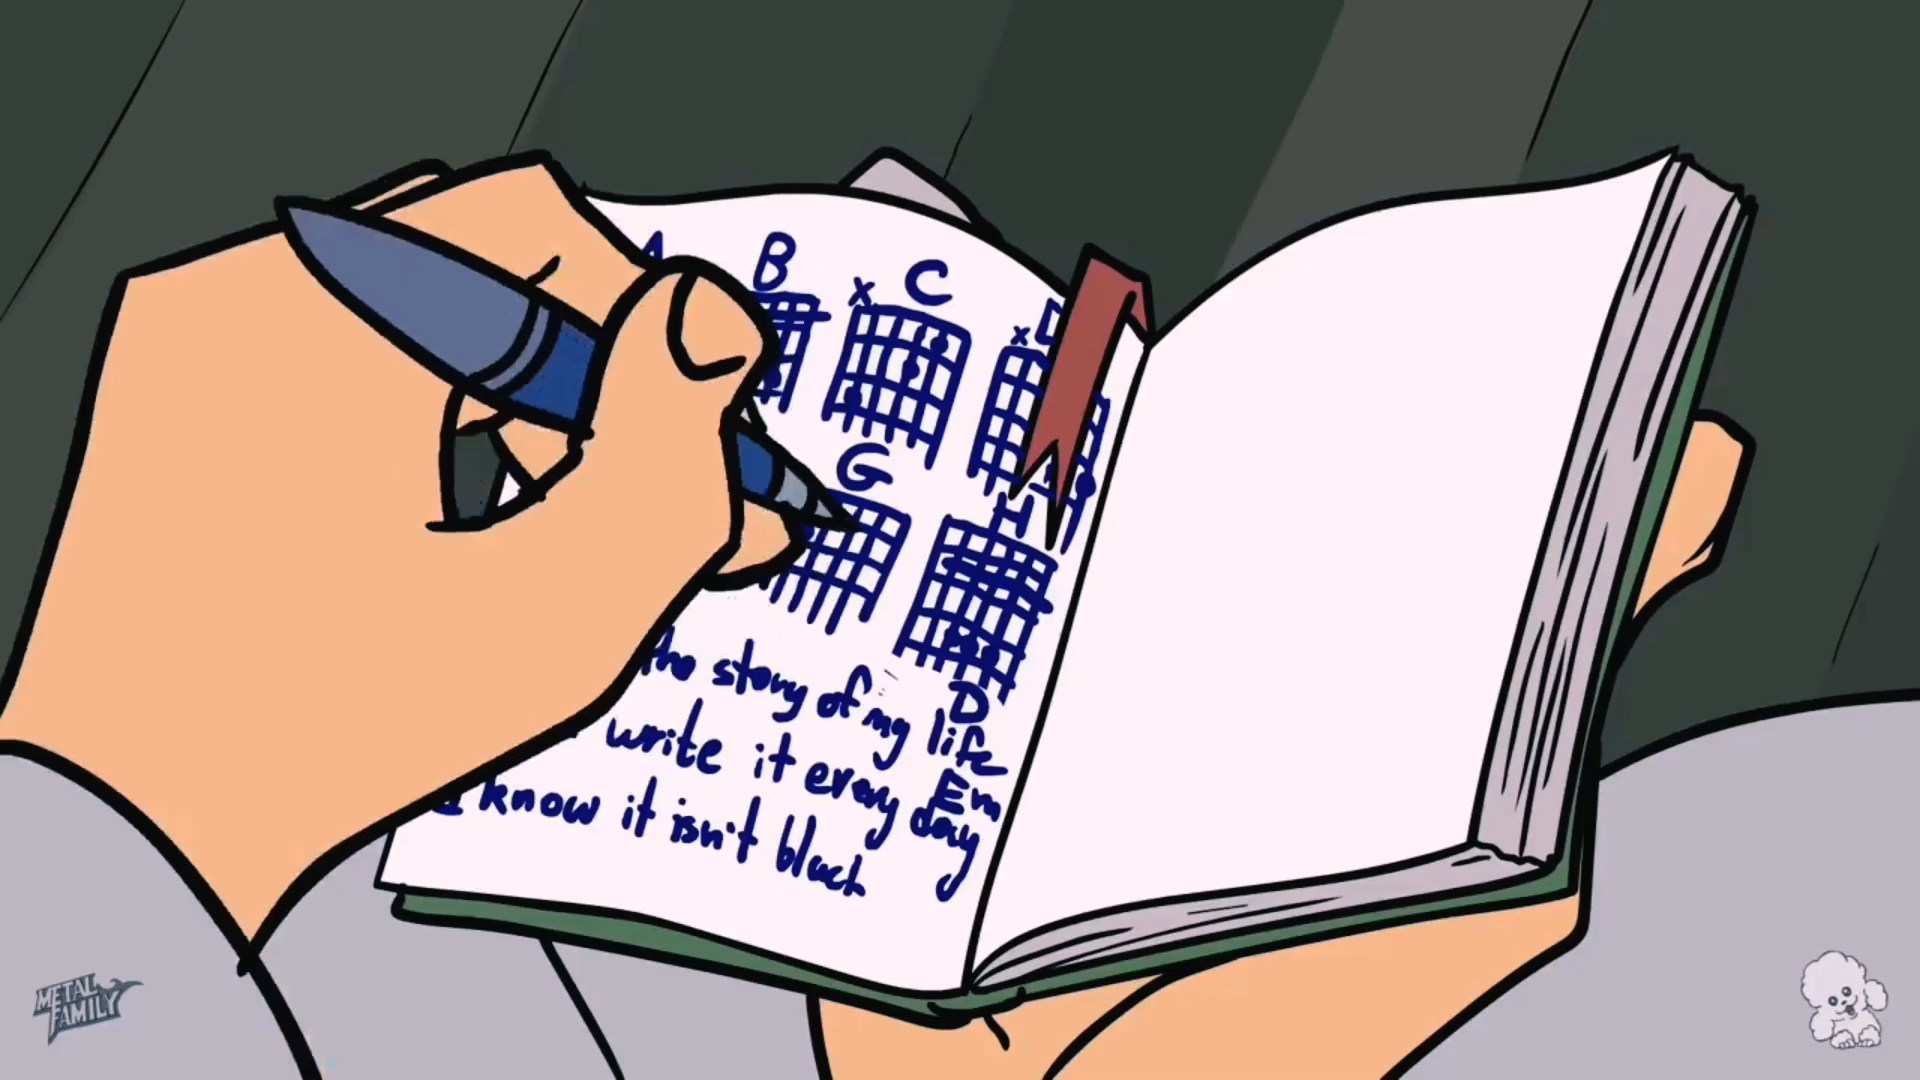 A B C D
x x
G H
D
the story of my life
Em
write it every day
I know it isn't black
METAL FAMILY